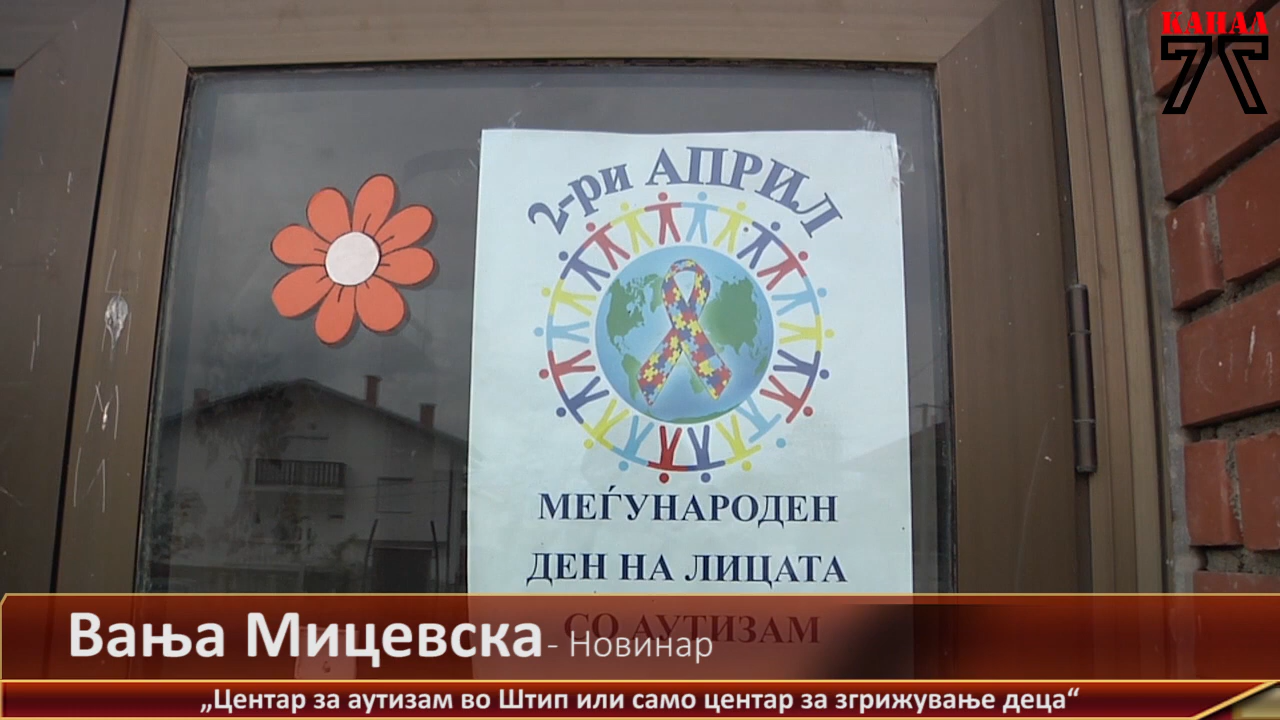 КАНАЛ
77
2-ри АПРИЛ
МЕЃУНАРОДЕН
ДЕН НА ЛИЦАТА
СО АУТИЗАМ
Вања Мицевска - Новинар
„Центар за аутизам во Штип или само центар за згрижување деца“